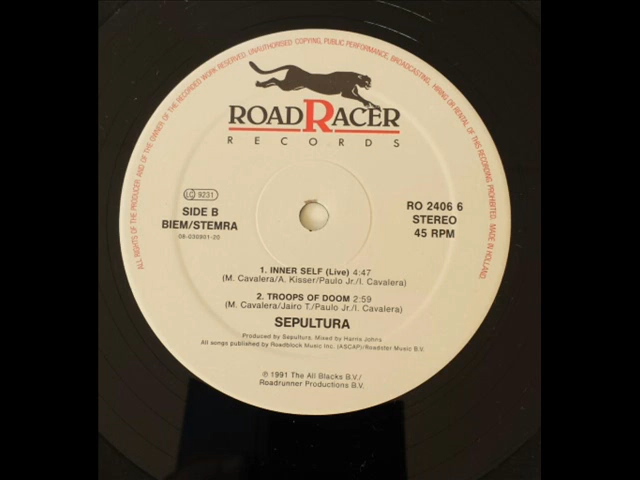 ALL RIGHTS OF THE PRODUCER AND OF THE OWNER OF THE RECORDED WORK RESERVED. UNAUTHORISED COPYING, PUBLIC PERFORMANCE, BROADCASTING, HIRING OR RENTAL OF THIS RECORDING PROHIBITED. MADE IN HOLLAND.
ROADRACER
RECORDS
LC 9231
SIDE B
BIEM/STEMRA
08-030901-20
RO 2406 6
STEREO
45 RPM
1. INNER SELF (Live) 4:47
(M. Cavalera/A. Kisser/Paulo Jr./I. Cavalera)
2. TROOPS OF DOOM 2:59
(M. Cavalera/Jairo T./Paulo Jr./I. Cavalera)
SEPULTURA
Produced by Sepultura. Mixed by Harris Johns
All songs published by Roadblock Music Inc. (ASCAP)/Roadster Music B.V.
℗ 1991 The All Blacks B.V./
Roadrunner Productions B.V.